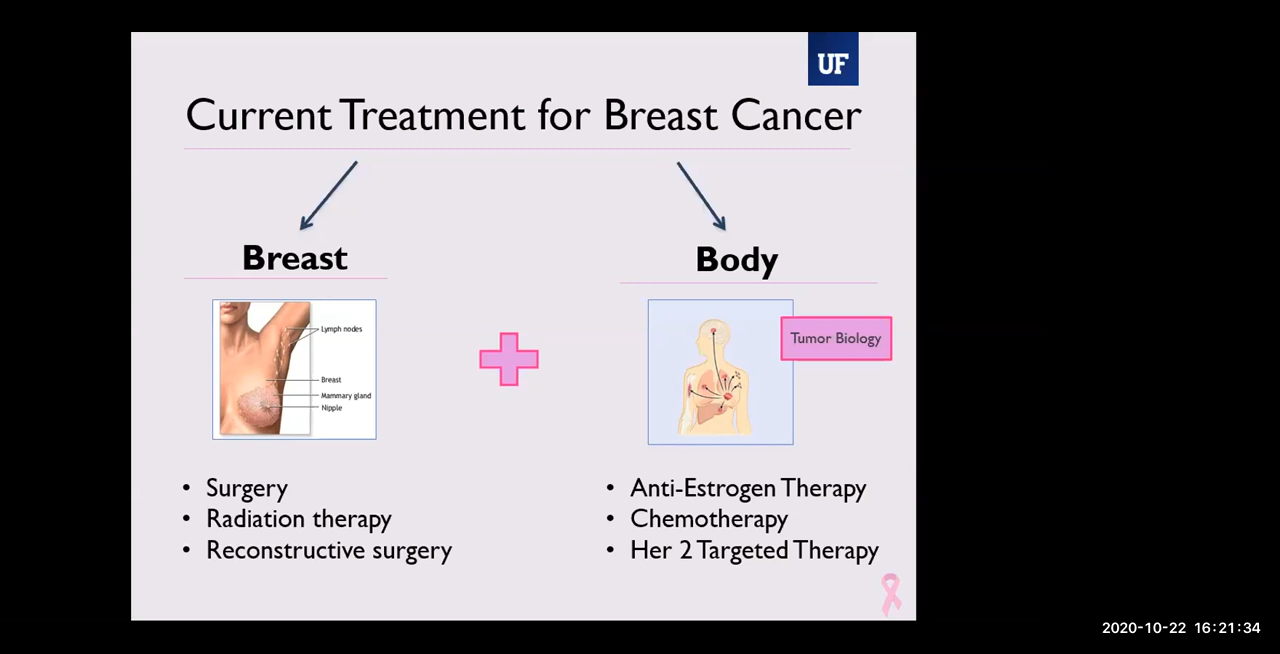 UF
Current Treatment for Breast Cancer
Breast
Body
Lymph nodes
Breast
Mammary gland
Nipple
Tumor Biology
• Surgery
• Radiation therapy
• Reconstructive surgery
• Anti-Estrogen Therapy
• Chemotherapy
• Her 2 Targeted Therapy
2020-10-22 16:21:34